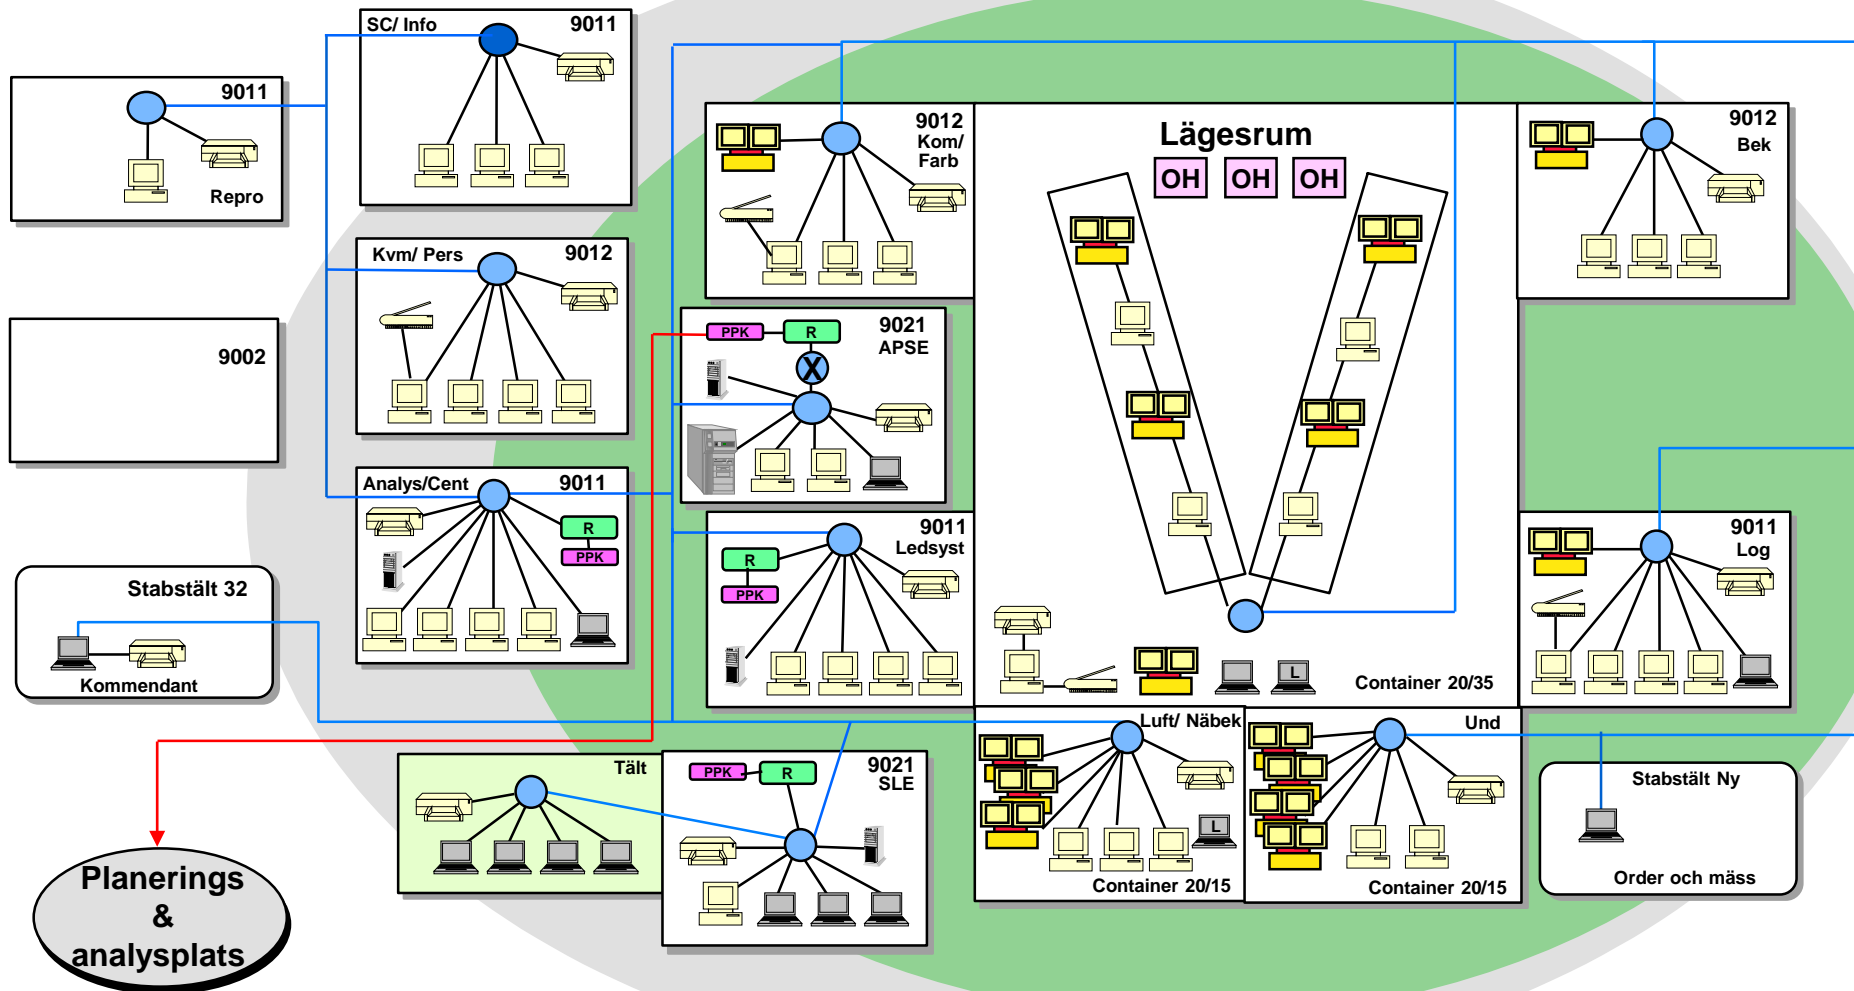 9011
Repro
SC/ Info
9011
Kvm/ Pers
9012
9002
Analys/Cent
9011
R
PPK
Stabstält 32
Kommendant
9012
Kom/
Farb
PPK
R
9021
APSE
X
9011
Ledsyst
R
PPK
Lägesrum
OH
OH
OH
L
Container 20/35
9012
Bek
9011
Log
Tält
PPK
R
9021
SLE
Luft/ Näbek
L
Container 20/15
Und
Container 20/15
Stabstält Ny
Order och mäss
Planerings
&
analysplats